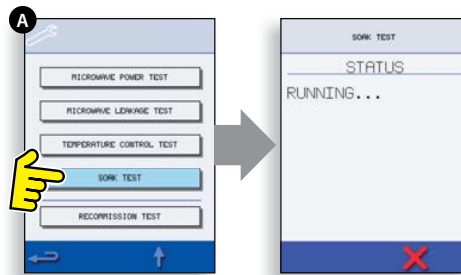 A
MICROWAVE POWER TEST
MICROWAVE LEAKAGE TEST
TEMPERATURE CONTROL TEST
SOAK TEST
RECOMMISSION TEST
SOAK TEST
STATUS
RUNNING...